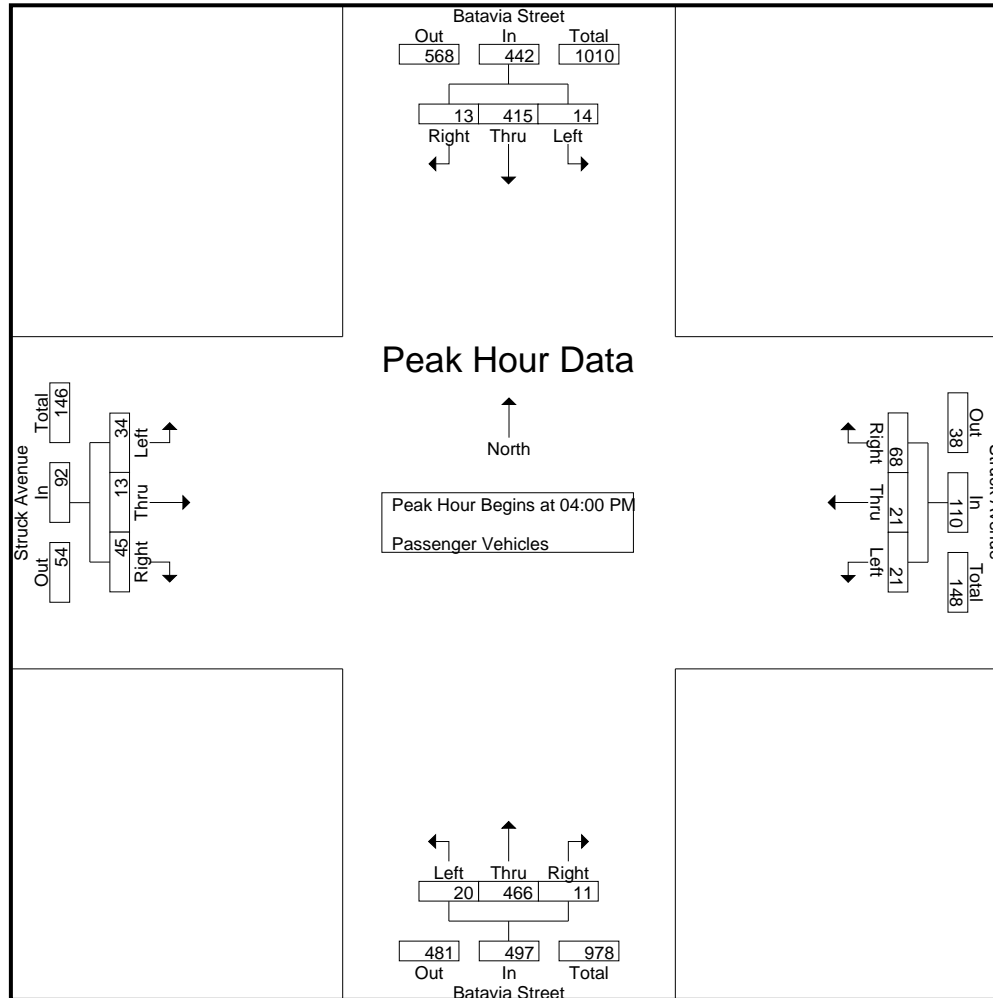 Batavia Street
Out In Total
568 442 1010
13 415 14
Right Thru Left
Peak Hour Data
North
Peak Hour Begins at 04:00 PM
Passenger Vehicles
Struck Avenue
Total In Out
146 92 54
34 13 45
Left Thru Right
Out In Total
38 110 148
68 21 21
Right Thru Left
Left Thru Right
20 466 11
481 497 978
Out In Total
Batavia Street